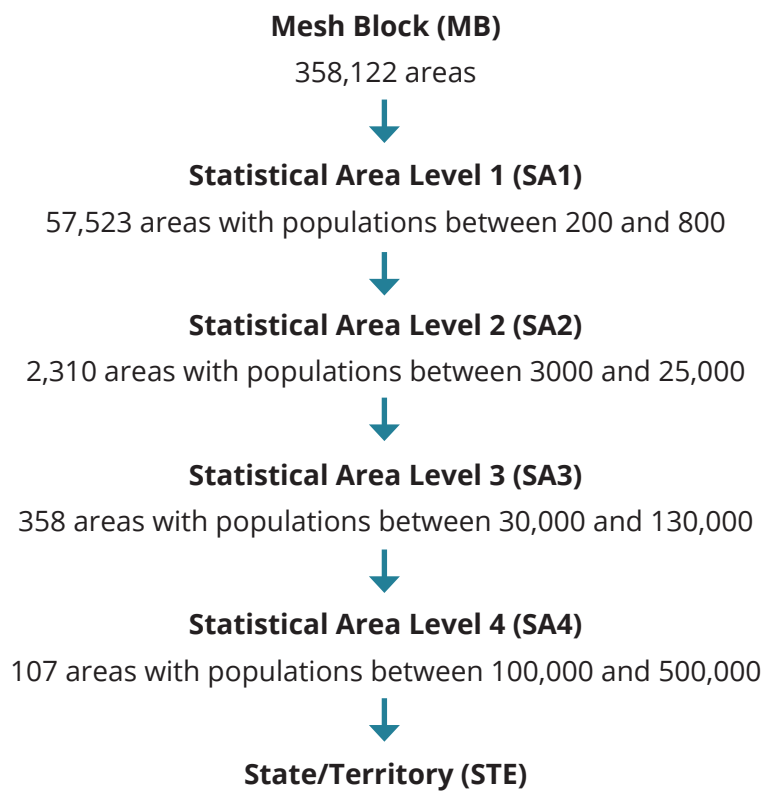 Mesh Block (MB)
358,122 areas
Statistical Area Level 1 (SA1)
57,523 areas with populations between 200 and 800
Statistical Area Level 2 (SA2)
2,310 areas with populations between 3000 and 25,000
Statistical Area Level 3 (SA3)
358 areas with populations between 30,000 and 130,000
Statistical Area Level 4 (SA4)
107 areas with populations between 100,000 and 500,000
State/Territory (STE)